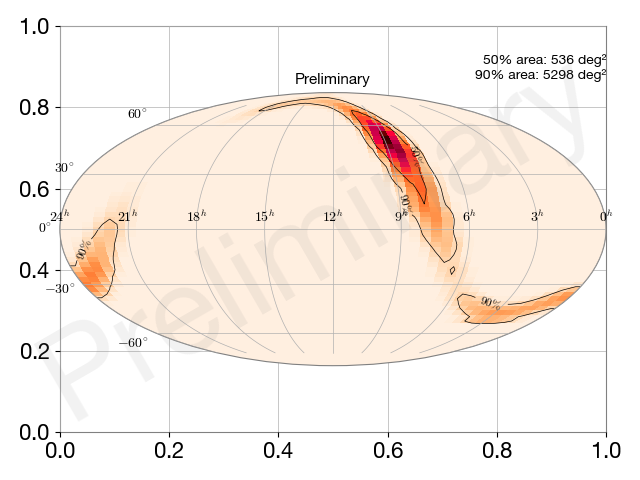 1.0
50% area: 536 deg²
90% area: 5298 deg²
Preliminary
0.8
60°
50%
30°
0.6
90%
24ʰ 21ʰ 18ʰ 15ʰ 12ʰ 9ʰ 6ʰ 3ʰ 0ʰ
0°
90%
0.4
−30°
90%
−60°
0.2
0.0
0.0 0.2 0.4 0.6 0.8 1.0
Preliminary